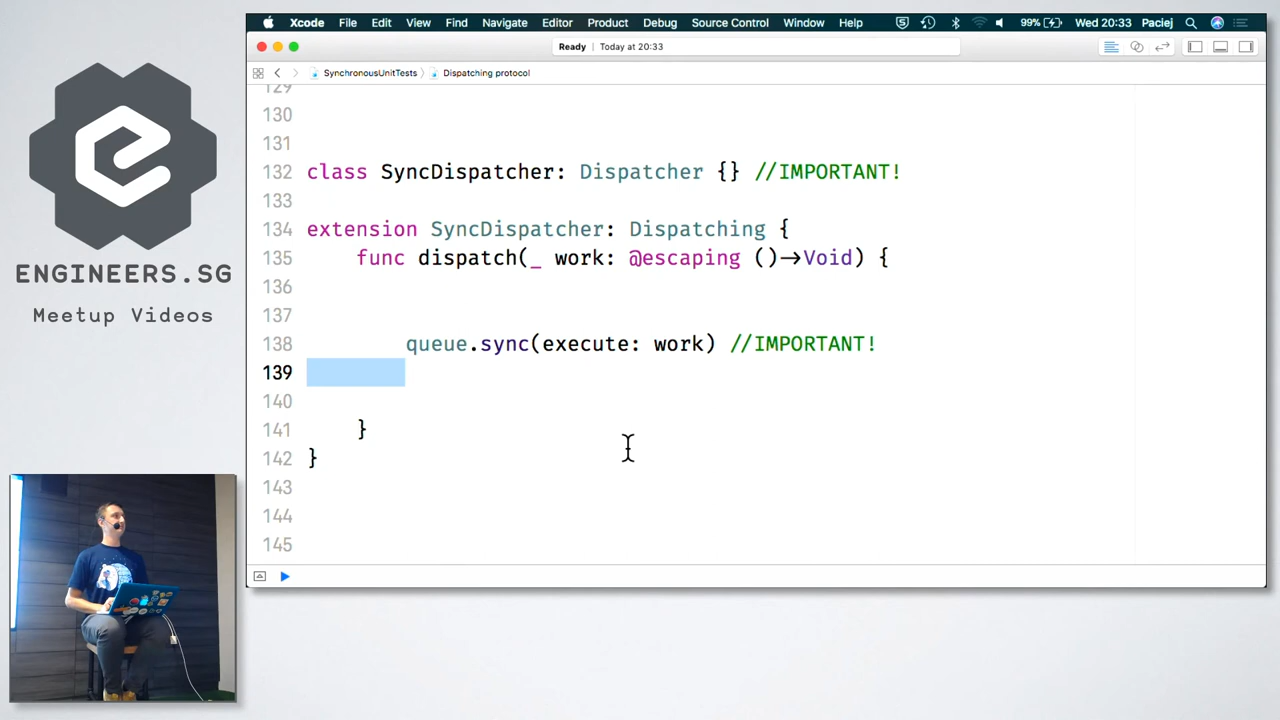 Xcode File Edit View Find Navigate Editor Product Debug Source Control Window Help 99% Wed 20:33 Paciej
Ready | Today at 20:33
SynchronousUnitTests Dispatching protocol
129
130
131
132 class SyncDispatcher: Dispatcher {} //IMPORTANT!
133
134 extension SyncDispatcher: Dispatching {
135 func dispatch(_ work: @escaping ()->Void) {
136
137
138 queue.sync(execute: work) //IMPORTANT!
139
140
141 }
142 }
143
144
145
ENGINEERS.SG
Meetup Videos